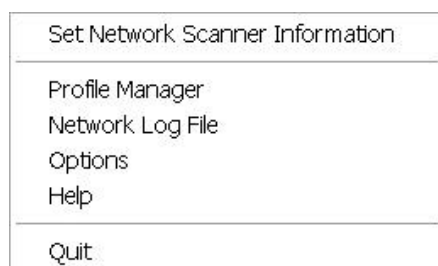 Set Network Scanner Information
Profile Manager
Network Log File
Options
Help
Quit